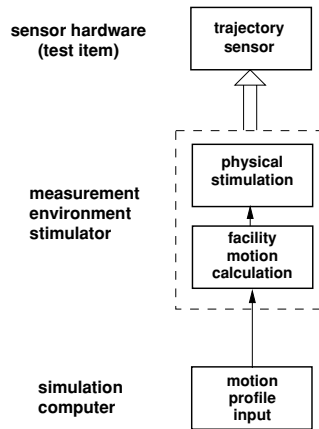 sensor hardware
(test item)
trajectory
sensor
measurement
environment
stimulator
physical
stimulation
facility
motion
calculation
simulation
computer
motion
profile
input